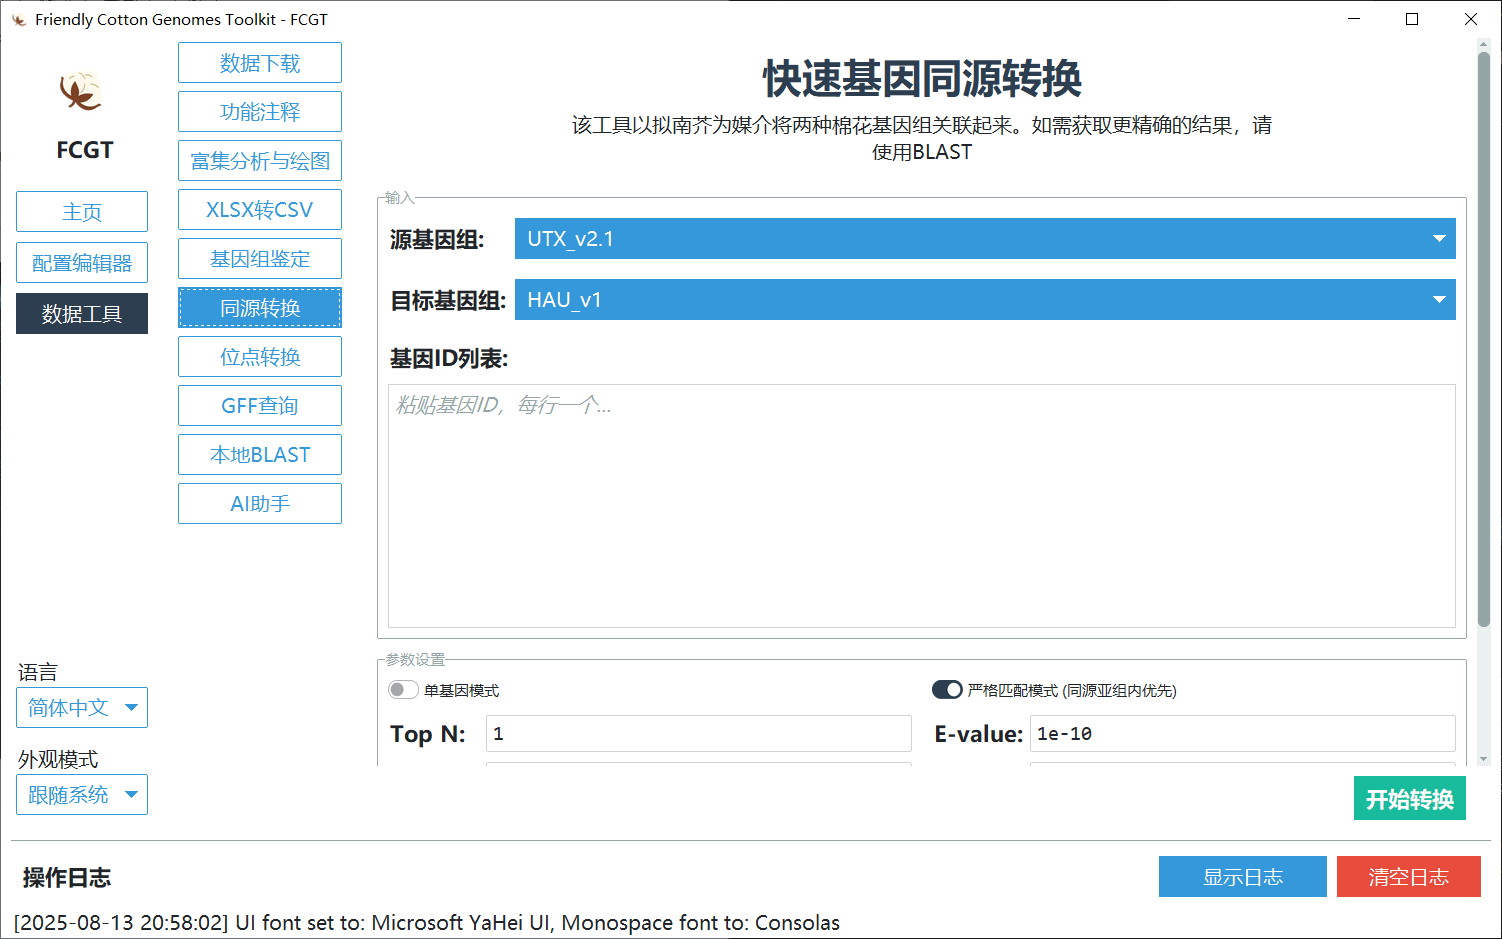 Friendly Cotton Genomes Toolkit - FCGT
FCGT
主页
配置编辑器
数据工具
语言
简体中文
外观模式
跟随系统
数据下载
功能注释
富集分析与绘图
XLSX转CSV
基因组鉴定
同源转换
位点转换
GFF查询
本地BLAST
AI助手
快速基因同源转换
该工具以拟南芥为媒介将两种棉花基因组关联起来。如需获取更精确的结果，请
使用BLAST
输入
源基因组: UTX_v2.1
目标基因组: HAU_v1
基因ID列表:
粘贴基因ID，每行一个...
参数设置
单基因模式 严格匹配模式 (同源亚组内优先)
Top N: 1 E-value: 1e-10
开始转换
操作日志 显示日志 清空日志
[2025-08-13 20:58:02] UI font set to: Microsoft YaHei UI, Monospace font to: Consolas